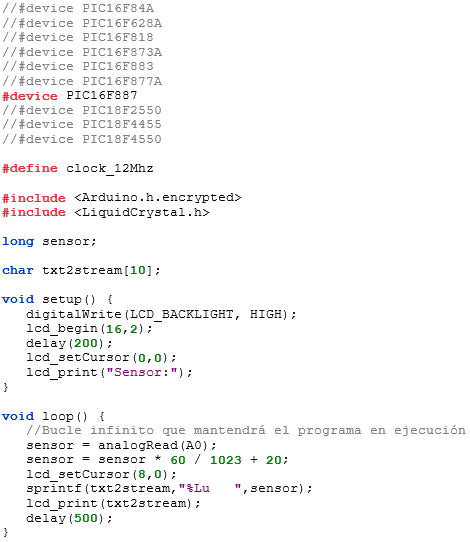 //#device PIC16F84A
//#device PIC16F628A
//#device PIC16F818
//#device PIC16F873A
//#device PIC16F883
//#device PIC16F877A
#device PIC16F887
//#device PIC18F2550
//#device PIC18F4455
//#device PIC18F4550
#define clock_12Mhz
#include <Arduino.h.encrypted>
#include <LiquidCrystal.h>
long sensor;
char txt2stream[10];
void setup() {
digitalWrite(LCD_BACKLIGHT, HIGH);
lcd_begin(16,2);
delay(200);
lcd_setCursor(0,0);
lcd_print("Sensor:");
}
void loop() {
//Bucle infinito que mantendrá el programa en ejecución
sensor = analogRead(A0);
sensor = sensor * 60 / 1023 + 20;
lcd_setCursor(8,0);
sprintf(txt2stream,"%Lu   ",sensor);
lcd_print(txt2stream);
delay(500);
}